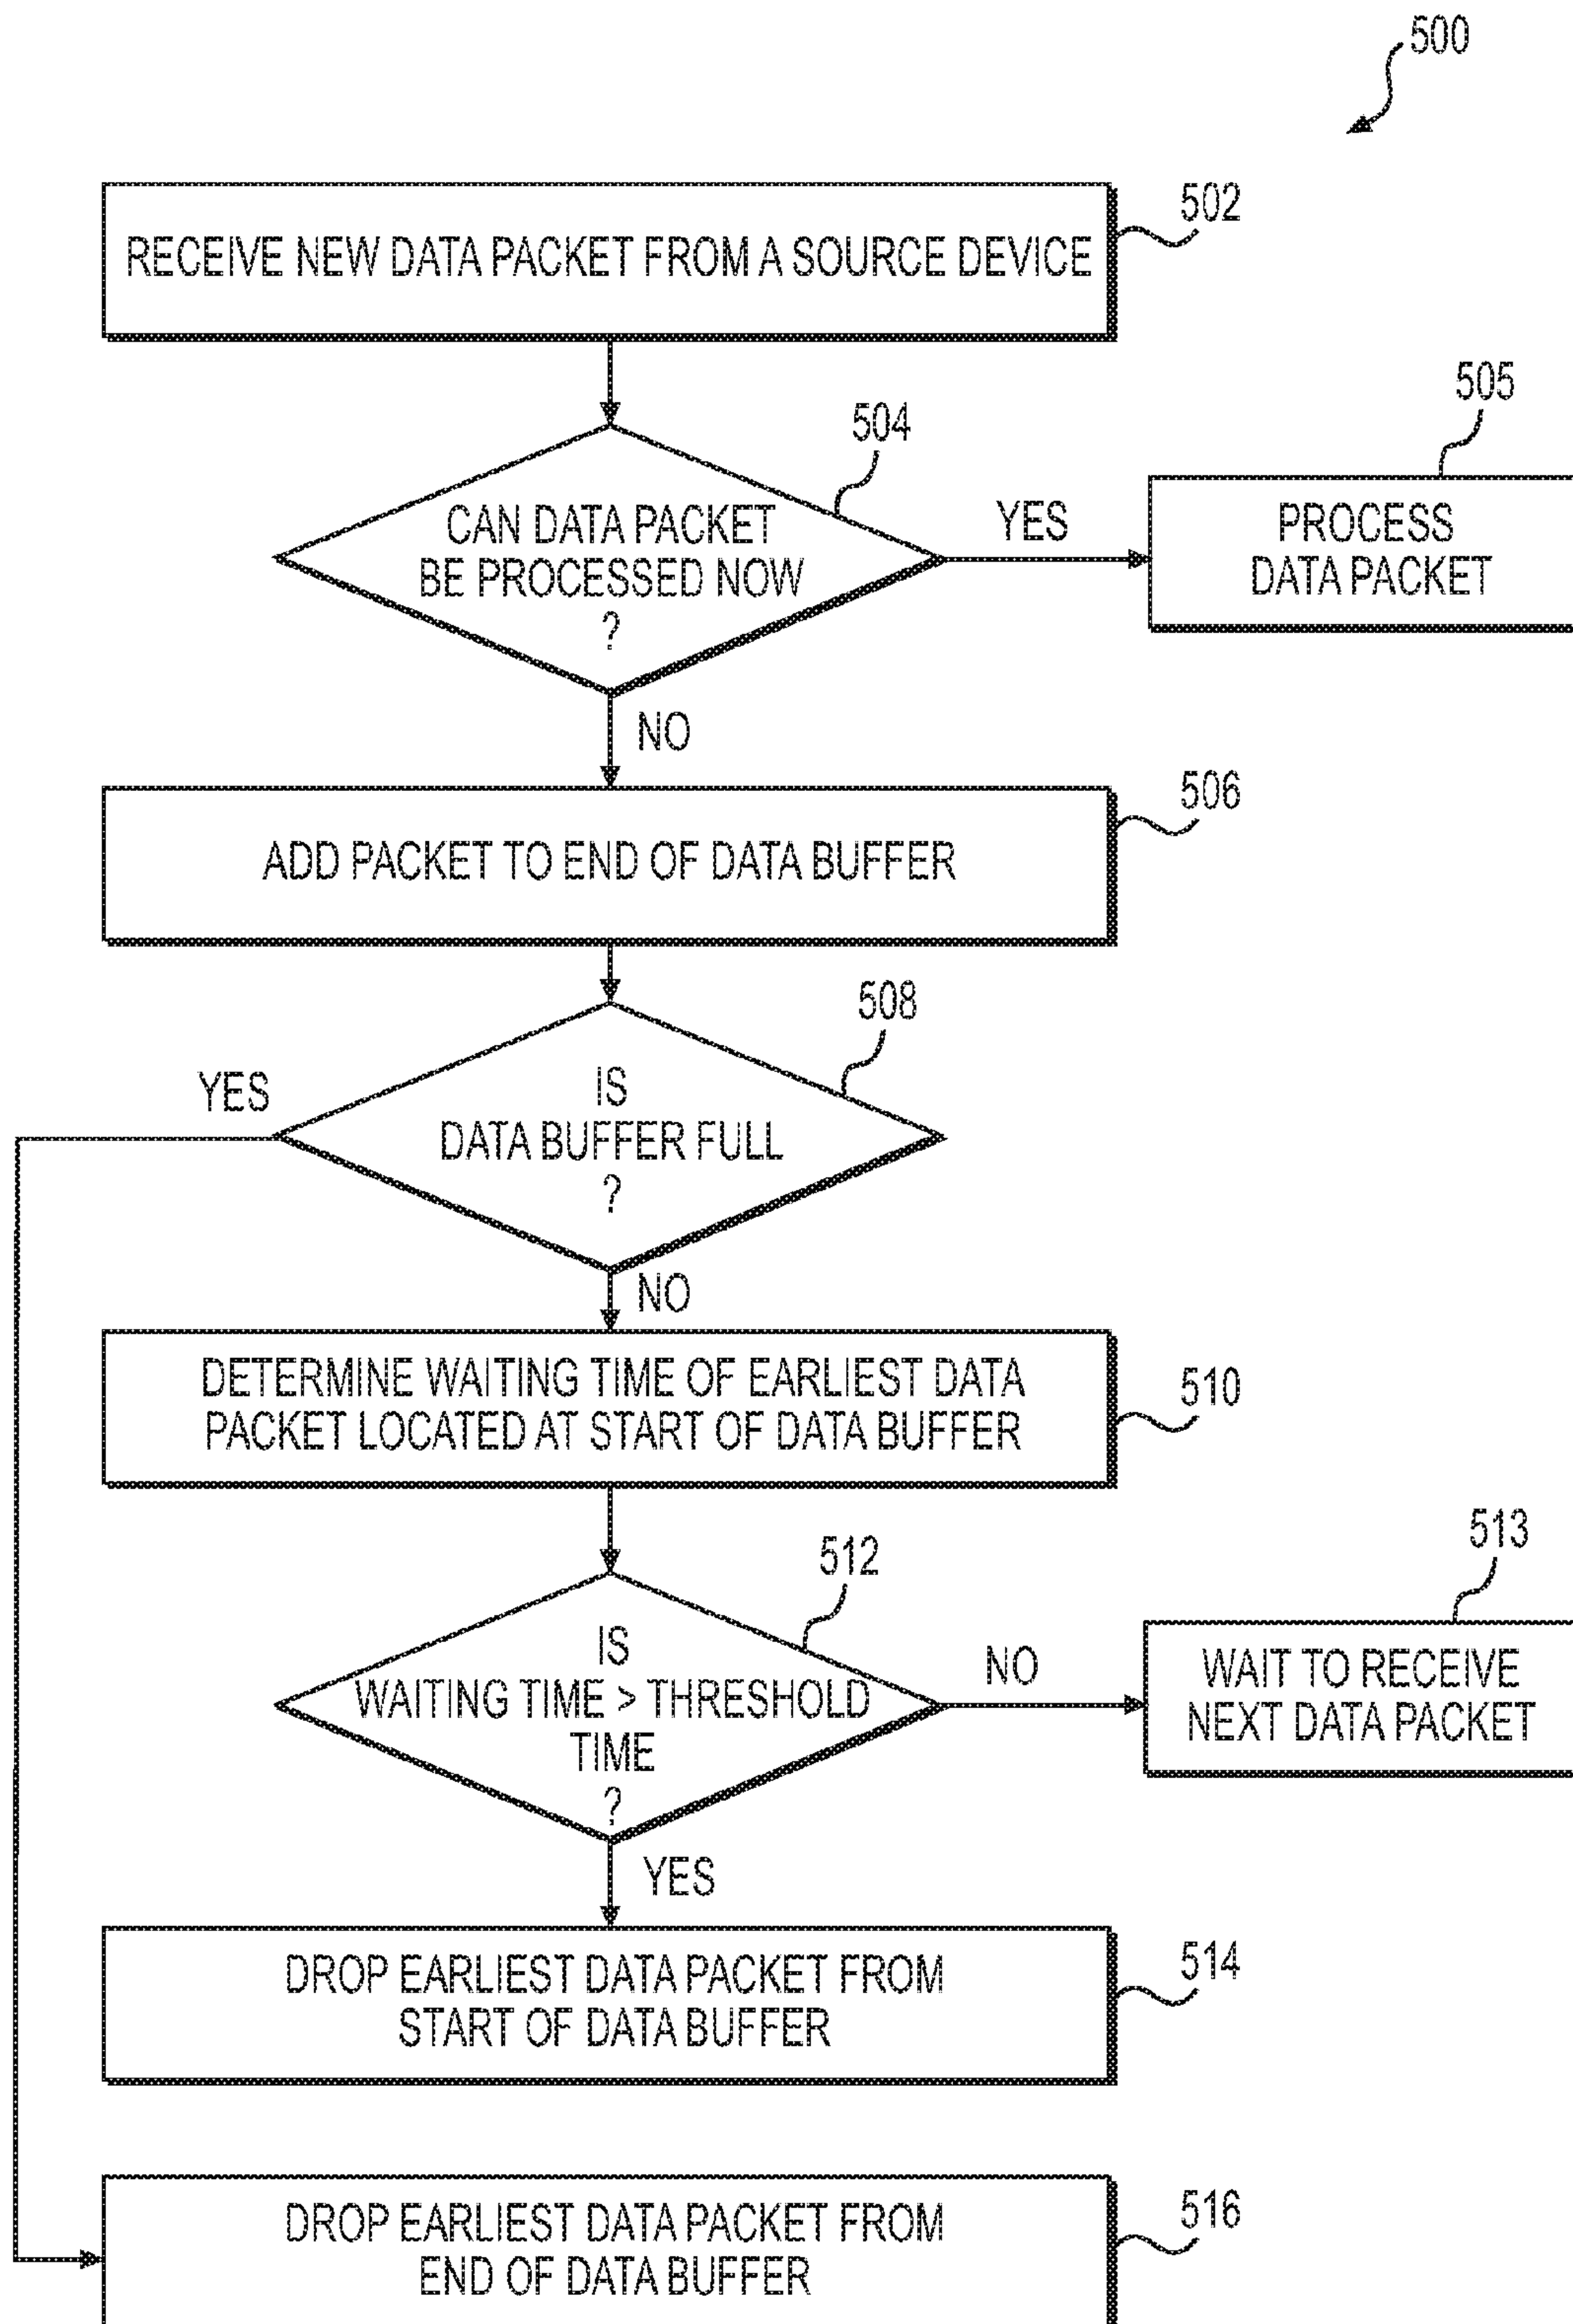 500
502
RECEIVE NEW DATA PACKET FROM A SOURCE DEVICE
504
505
CAN DATA PACKET
BE PROCESSED NOW
?
YES
PROCESS
DATA PACKET
NO
506
ADD PACKET TO END OF DATA BUFFER
508
YES
IS
DATA BUFFER FULL
?
NO
DETERMINE WAITING TIME OF EARLIEST DATA
PACKET LOCATED AT START OF DATA BUFFER
510
512
513
IS
WAITING TIME > THRESHOLD
TIME
?
NO
WAIT TO RECEIVE
NEXT DATA PACKET
YES
514
DROP EARLIEST DATA PACKET FROM
START OF DATA BUFFER
516
DROP EARLIEST DATA PACKET FROM
END OF DATA BUFFER